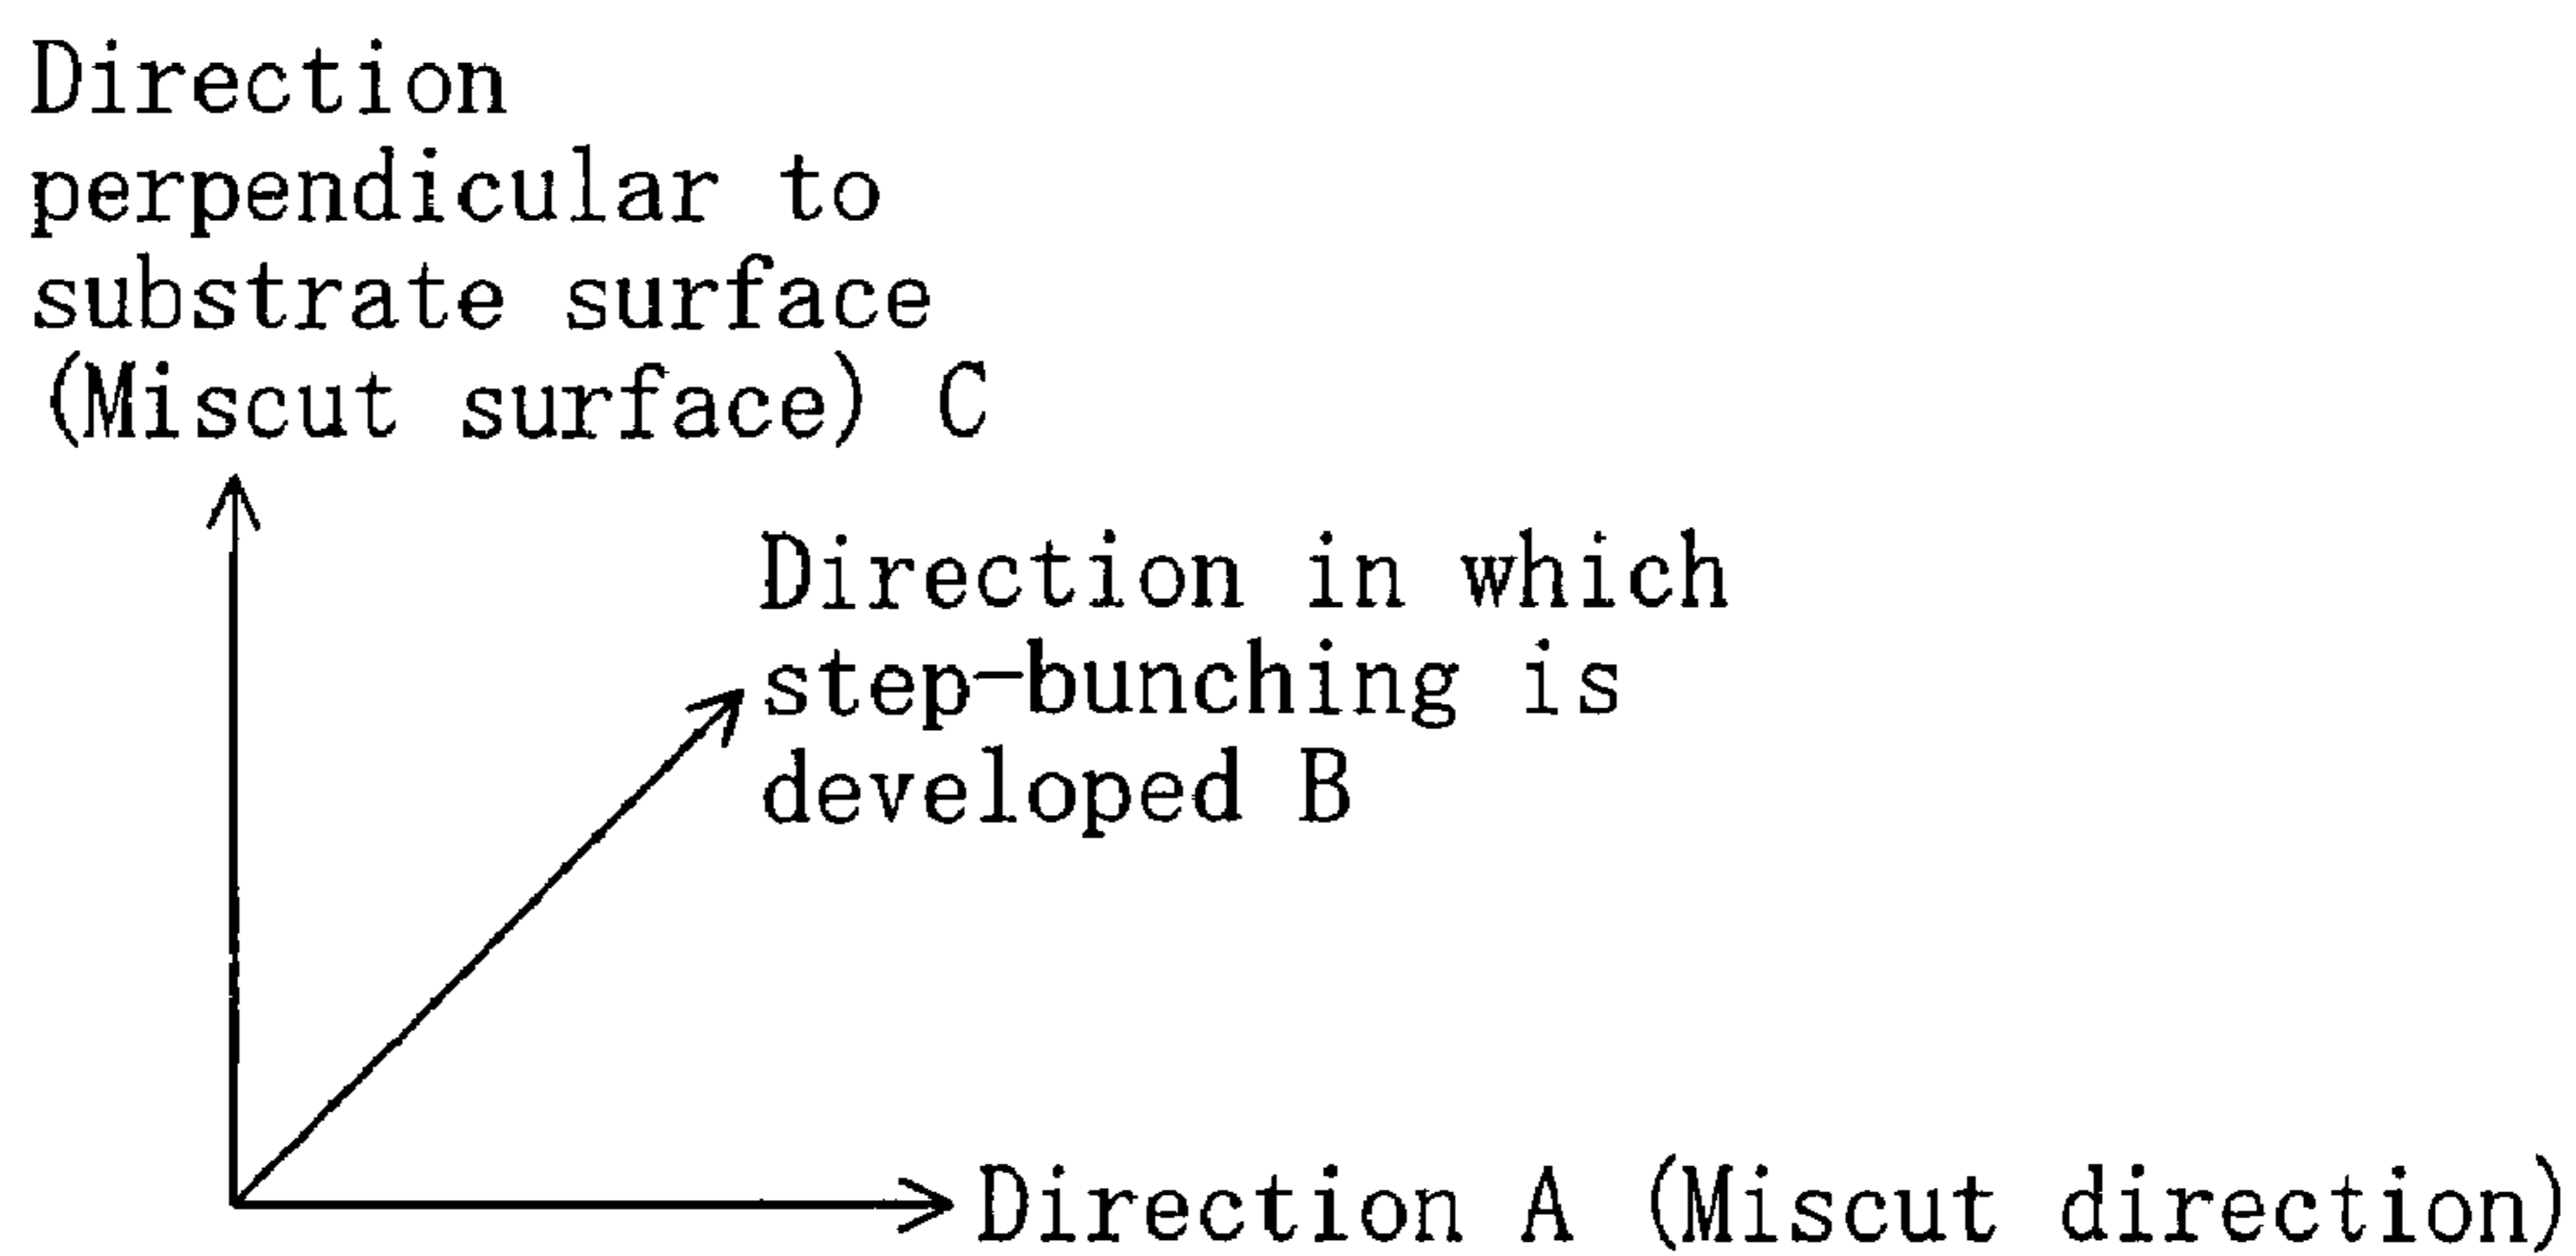 Direction
perpendicular to
substrate surface
(Miscut surface) C
Direction in which
step-bunching is
developed B
Direction A (Miscut direction)